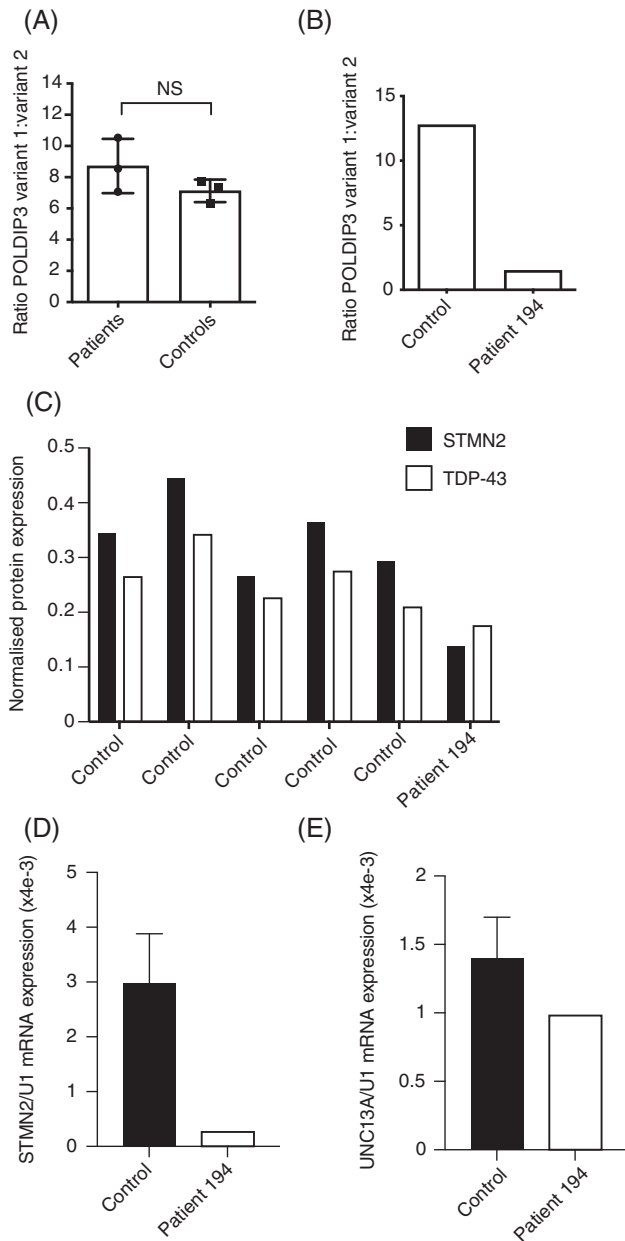 (A)
Ratio POLDIP3 variant 1:variant 2
14
12
10
8
6
4
2
0
NS
Patients
Controls
(B)
Ratio POLDIP3 variant 1:variant 2
15
10
5
0
Control
Patient 194
(C)
STMN2
TDP-43
Normalised protein expression
0.5
0.4
0.3
0.2
0.1
0
Control
Control
Control
Control
Control
Patient 194
(D)
STMN2/U1 mRNA expression (x4e-3)
5
4
3
2
1
0
Control
Patient 194
(E)
UNC13A/U1 mRNA expression (x4e-3)
2
1.5
1
0.5
0
Control
Patient 194